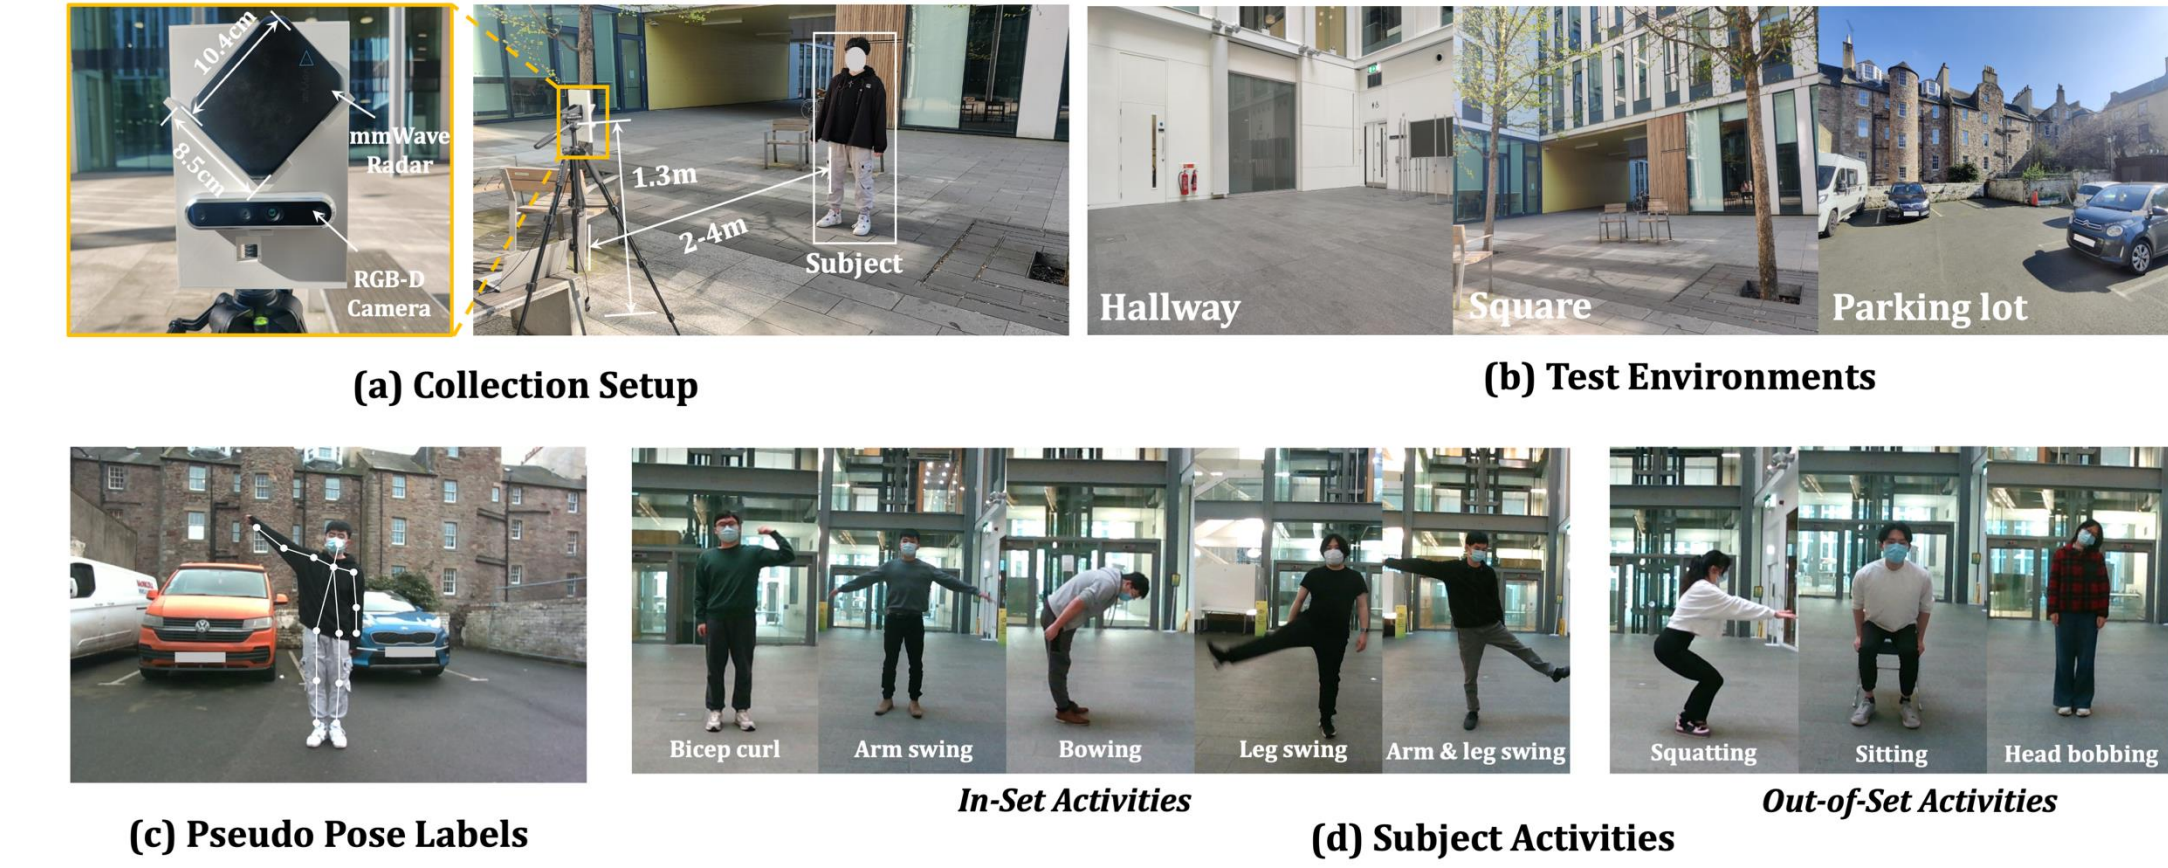 10.4cm
8.5cm
mmWave
Radar
RGB-D
Camera
1.3m
2-4m
Subject
Hallway
Square
Parking lot
(a) Collection Setup
(b) Test Environments
Bicep curl
Arm swing
Bowing
Leg swing
Arm & leg swing
Squatting
Sitting
Head bobbing
In-Set Activities
Out-of-Set Activities
(c) Pseudo Pose Labels
(d) Subject Activities